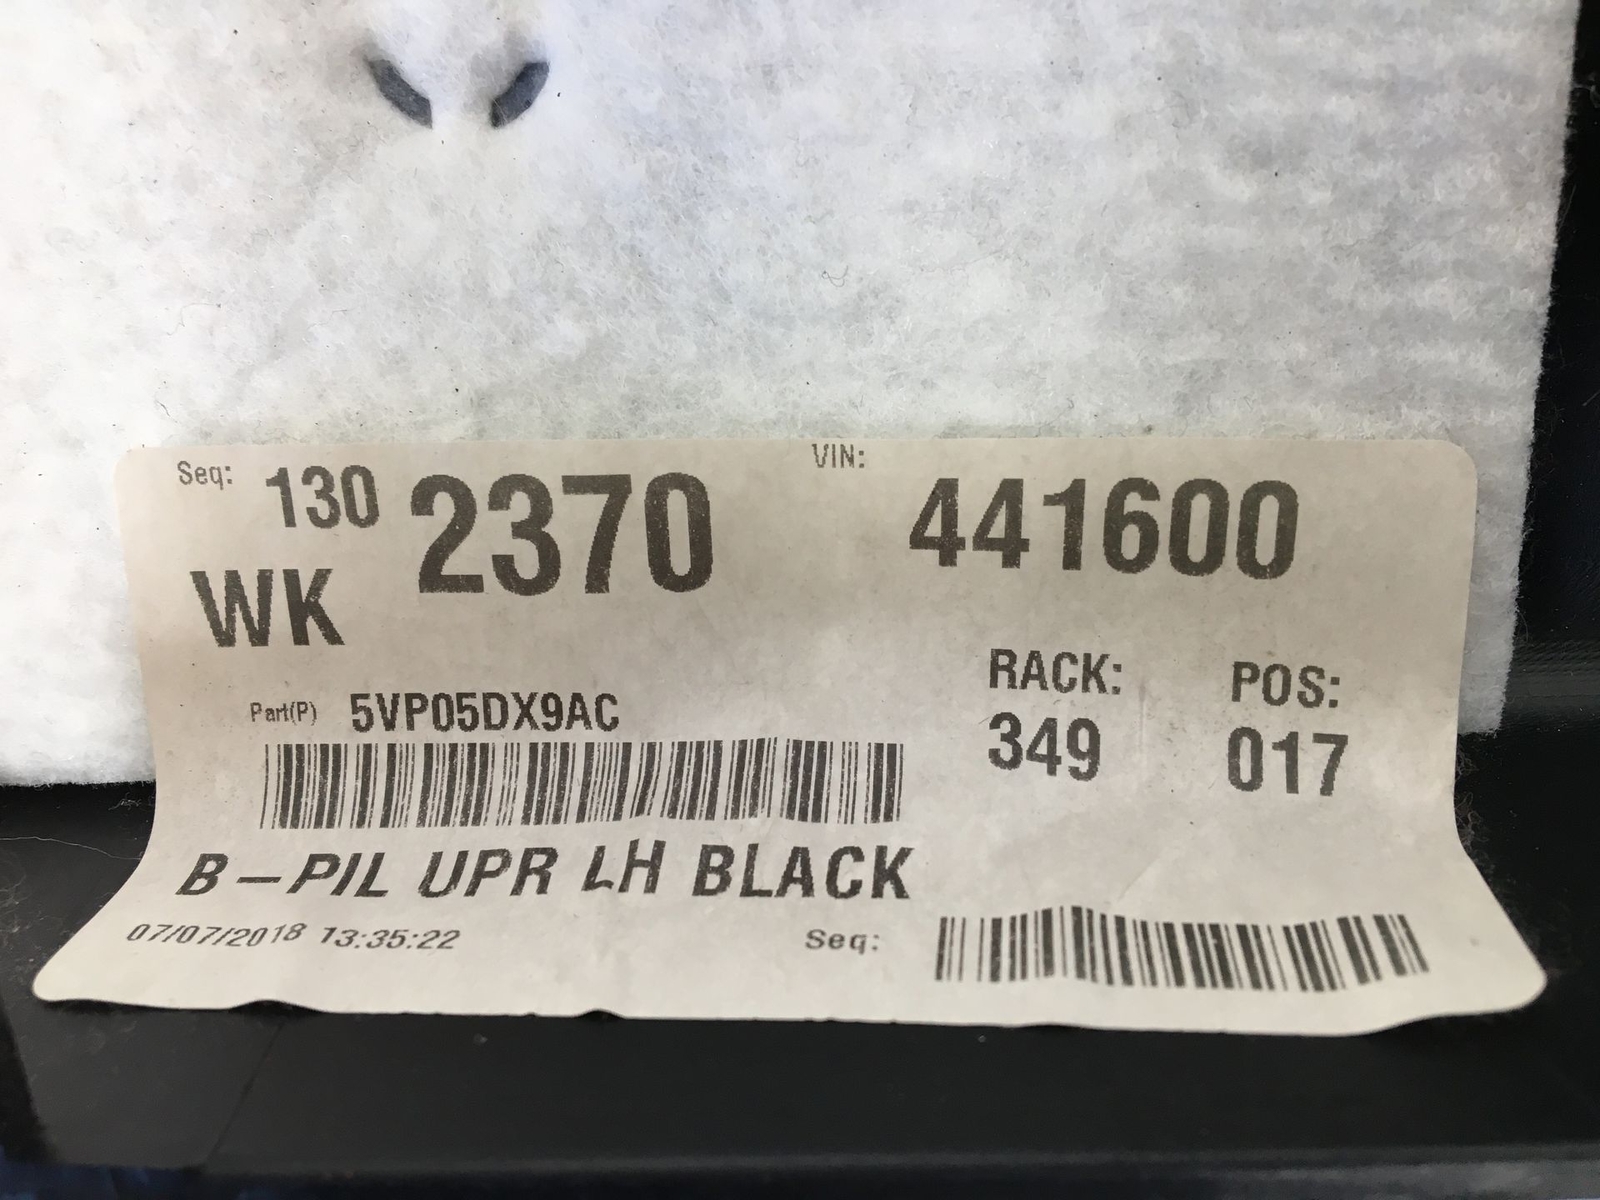 Seq: 130 2370 VIN: 441600
WK
RACK: POS:
Part(P) 5VP05DX9AC
349 017
B-PIL UPR LH BLACK
07/07/2018 13:35:22 Seq: